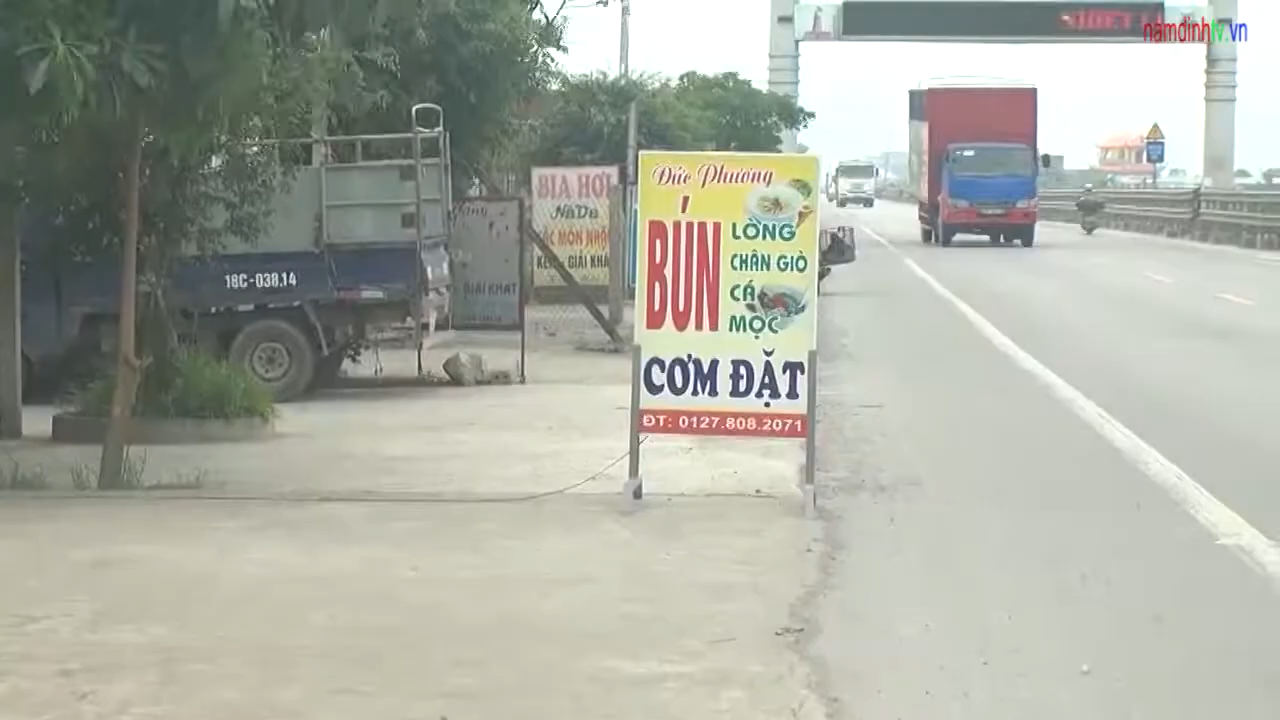 namdinhtv.vn
Đức Phương
BÚN
LÒNG
CHÂN GIÒ
CÁ
MỌC
CƠM ĐẶT
ĐT: 0127.808.2071
BIA HƠI
GIẢI KHÁT
18C-038.14